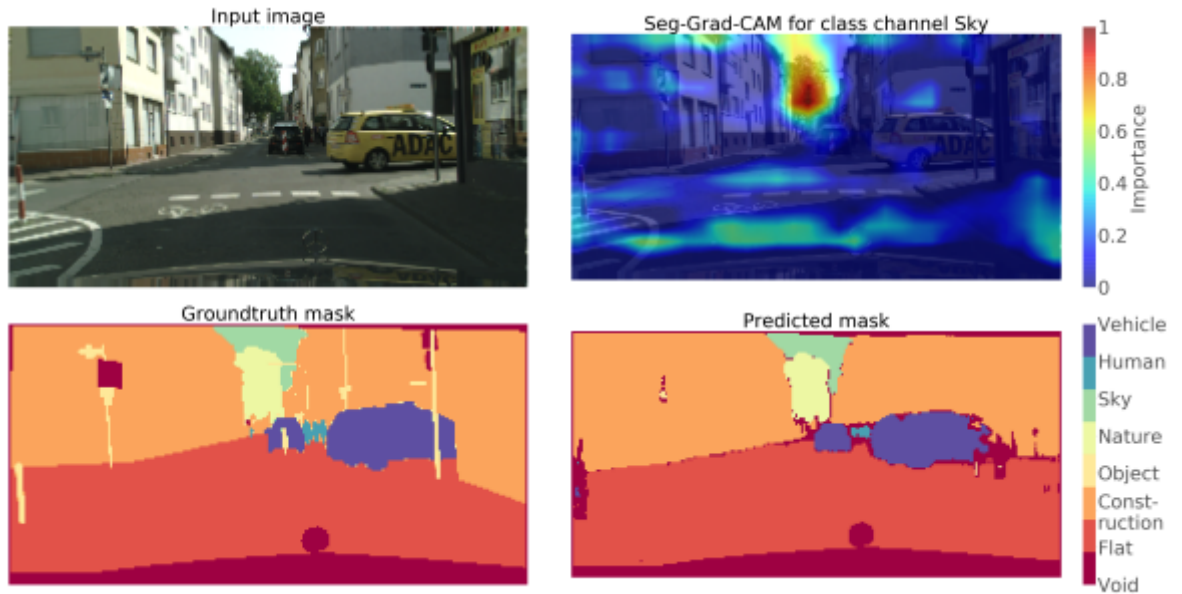 Input image
Seg-Grad-CAM for class channel Sky
1
0.8
0.6
0.4
0.2
0
Importance
ADAC
ADAC
Groundtruth mask
Predicted mask
Vehicle
Human
Sky
Nature
Object
Const-
ruction
Flat
Void